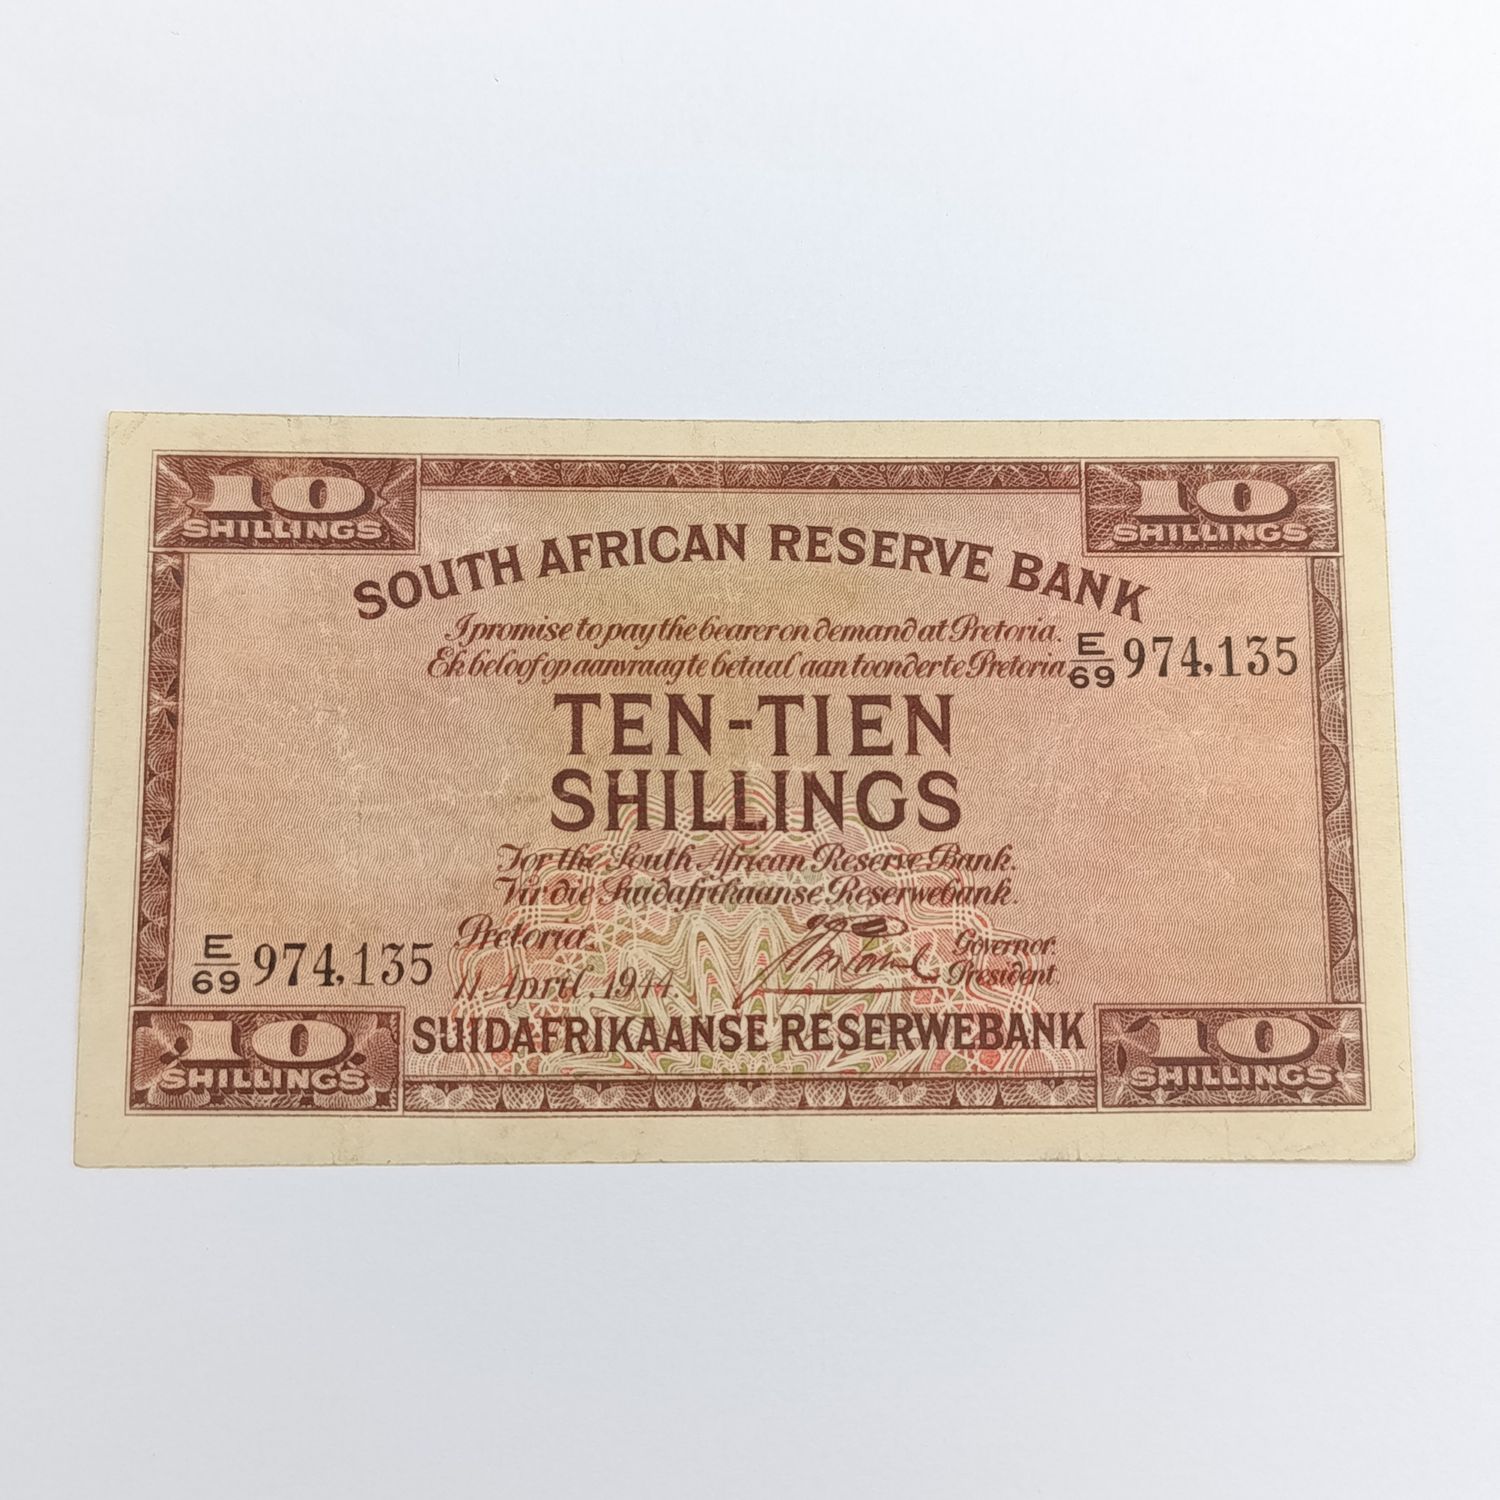 10 SHILLINGS
10 SHILLINGS
SOUTH AFRICAN RESERVE BANK
I promise to pay the bearer on demand at Pretoria.
Ek beloof op aanvraag te betaal aan toonder te Pretoria
E/69 974,135
TEN-TIEN
SHILLINGS
For the South African Reserve Bank.
Vir die Suidafrikaanse Reserwebank.
Pretoria.
11 April, 1944.
Governor.
President.
E/69 974,135
SUIDAFRIKAANSE RESERWEBANK
10 SHILLINGS
10 SHILLINGS